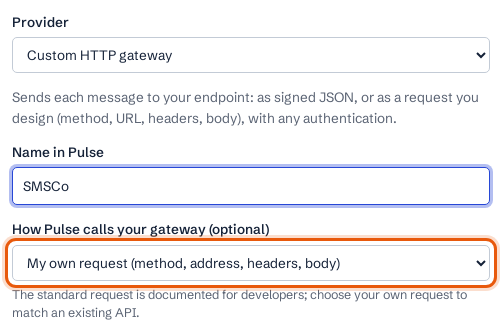 Provider
Custom HTTP gateway
Sends each message to your endpoint: as signed JSON, or as a request you
design (method, URL, headers, body), with any authentication.
Name in Pulse
SMSCo
How Pulse calls your gateway (optional)
My own request (method, address, headers, body)
The standard request is documented for developers; choose your own request to
match an existing API.